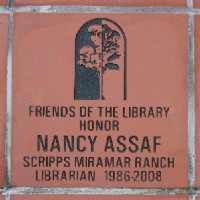 FRIENDS OF THE LIBRARY
HONOR
NANCY ASSAF
SCRIPPS MIRAMAR RANCH
LIBRARIAN 1986-2008